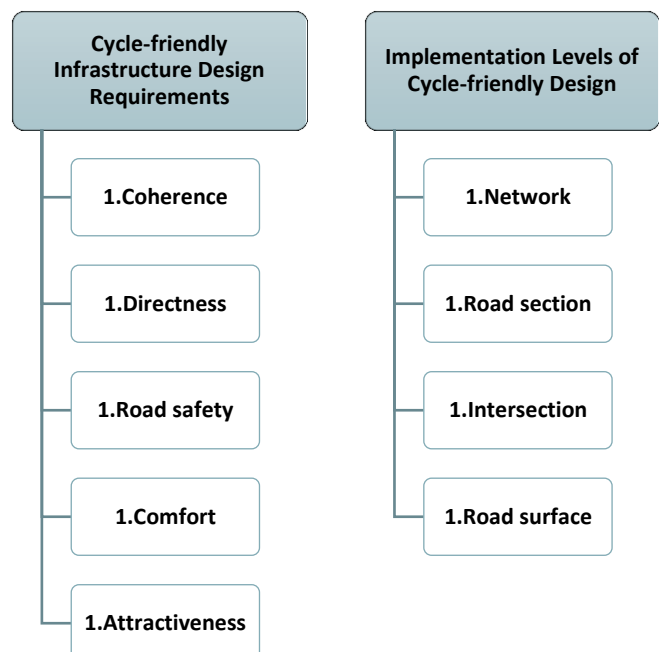 Cycle-friendly
Infrastructure Design
Requirements
1.Coherence
1.Directness
1.Road safety
1.Comfort
1.Attractiveness
Implementation Levels of
Cycle-friendly Design
1.Network
1.Road section
1.Intersection
1.Road surface